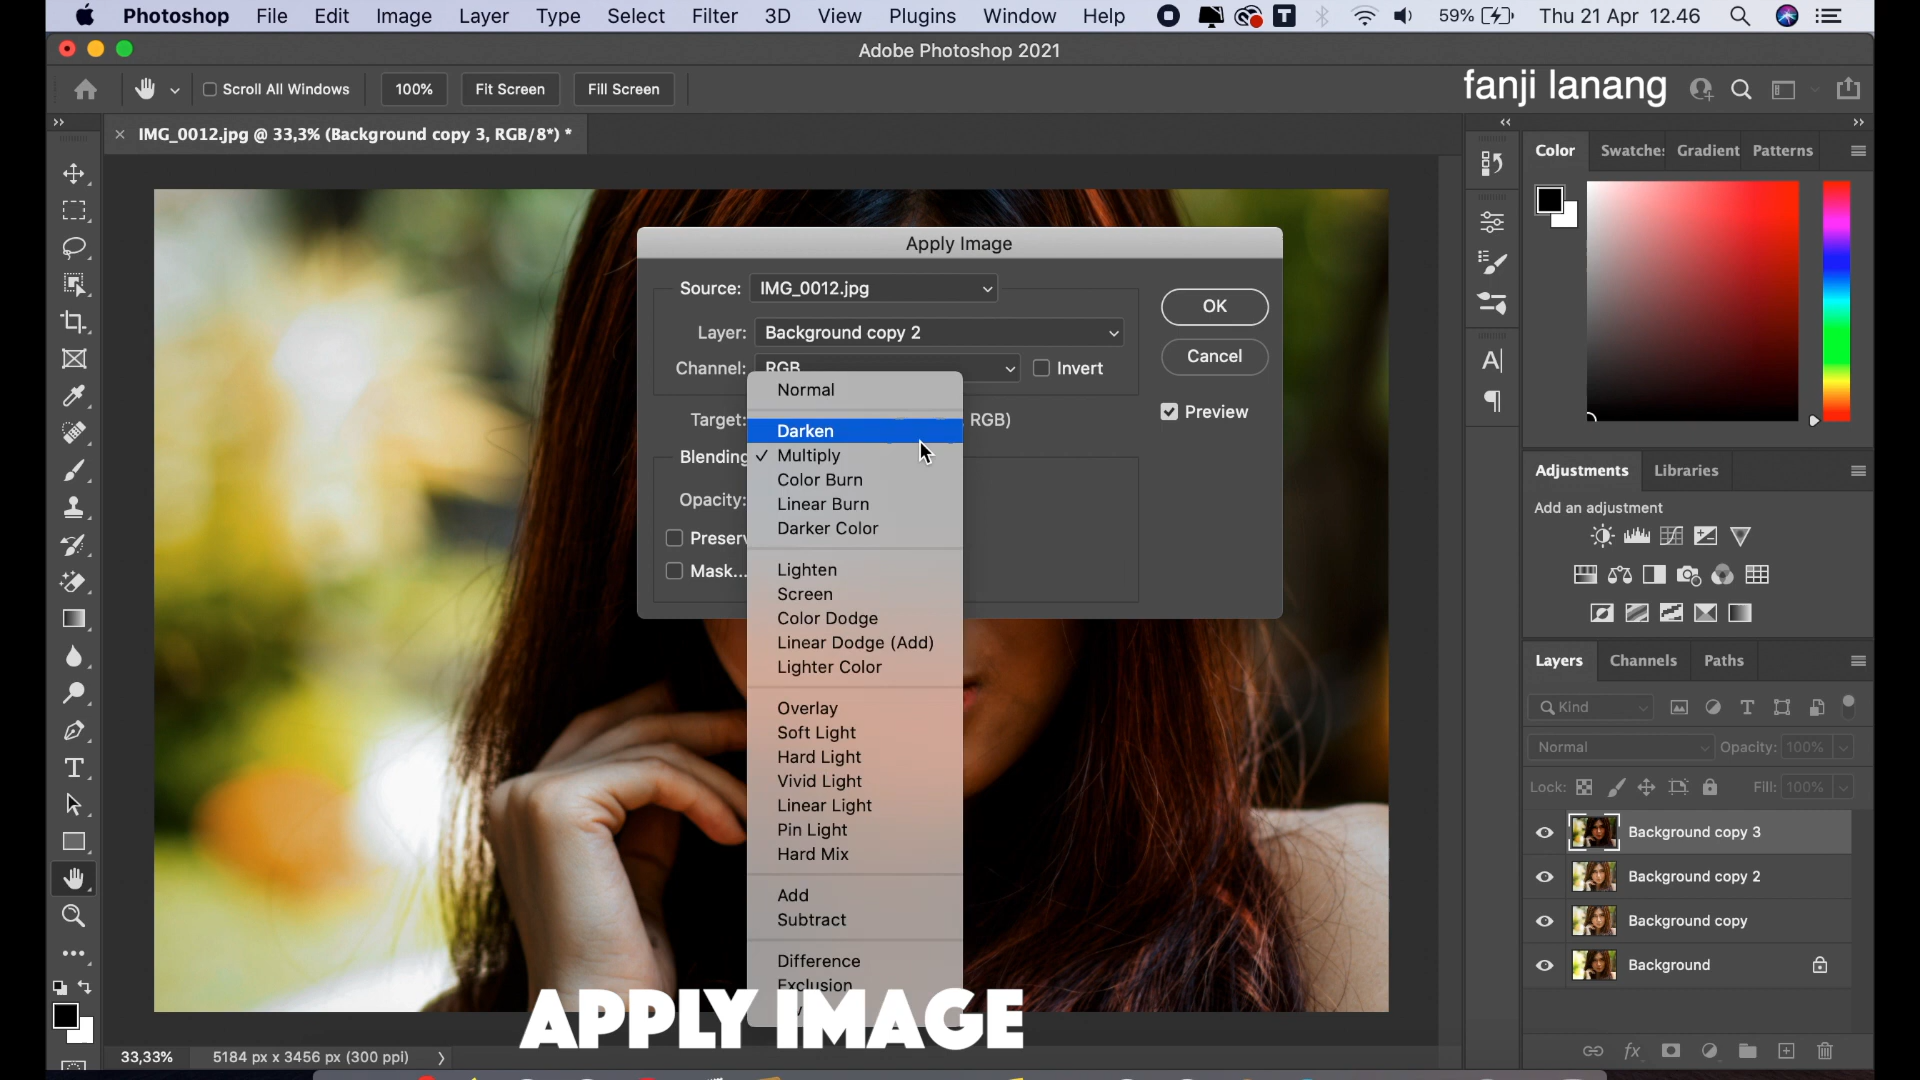 Photoshop File Edit Image Layer Type Select Filter 3D View Plugins Window Help T 59% Thu 21 Apr 12.46
Adobe Photoshop 2021
Scroll All Windows 100% Fit Screen Fill Screen fanji lanang
× IMG_0012.jpg @ 33,3% (Background copy 3, RGB/8*) *
Color Swatches Gradient Patterns
Apply Image
Source: IMG_0012.jpg
OK
Layer: Background copy 2
Cancel
Channel: RGB Invert
Normal
Preview
Target: RGB)
Darken
Blending
Multiply
Color Burn
Opacity:
Linear Burn
Darker Color
Preserv
Mask...
Lighten
Screen
Color Dodge
Linear Dodge (Add)
Lighter Color
Overlay
Soft Light
Hard Light
Vivid Light
Linear Light
Pin Light
Hard Mix
Add
Subtract
Difference
Exclusion
APPLY IMAGE
Adjustments Libraries
Add an adjustment
Layers Channels Paths
Kind
Normal Opacity: 100%
Lock: Fill: 100%
Background copy 3
Background copy 2
Background copy
Background
fx
33,33% 5184 px x 3456 px (300 ppi)